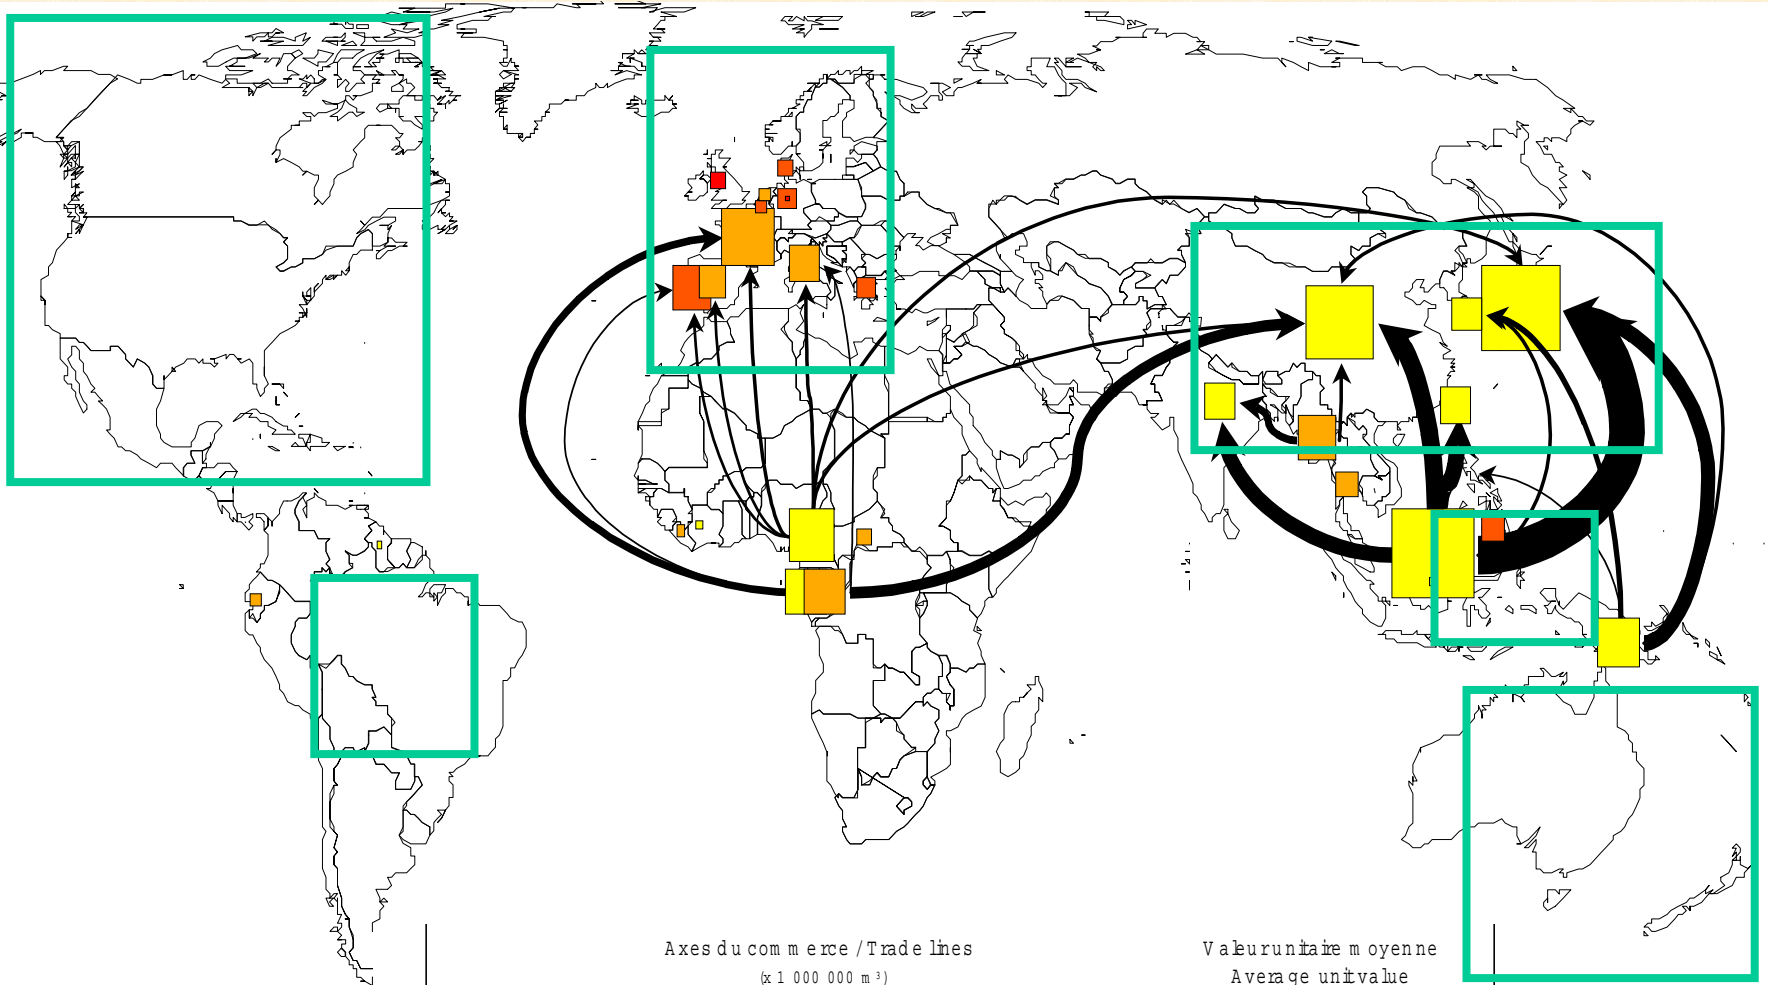 Axes du commerce / Trade lines
(x 1 000 000 m³)
Valeur unitaire moyenne
Average unit value